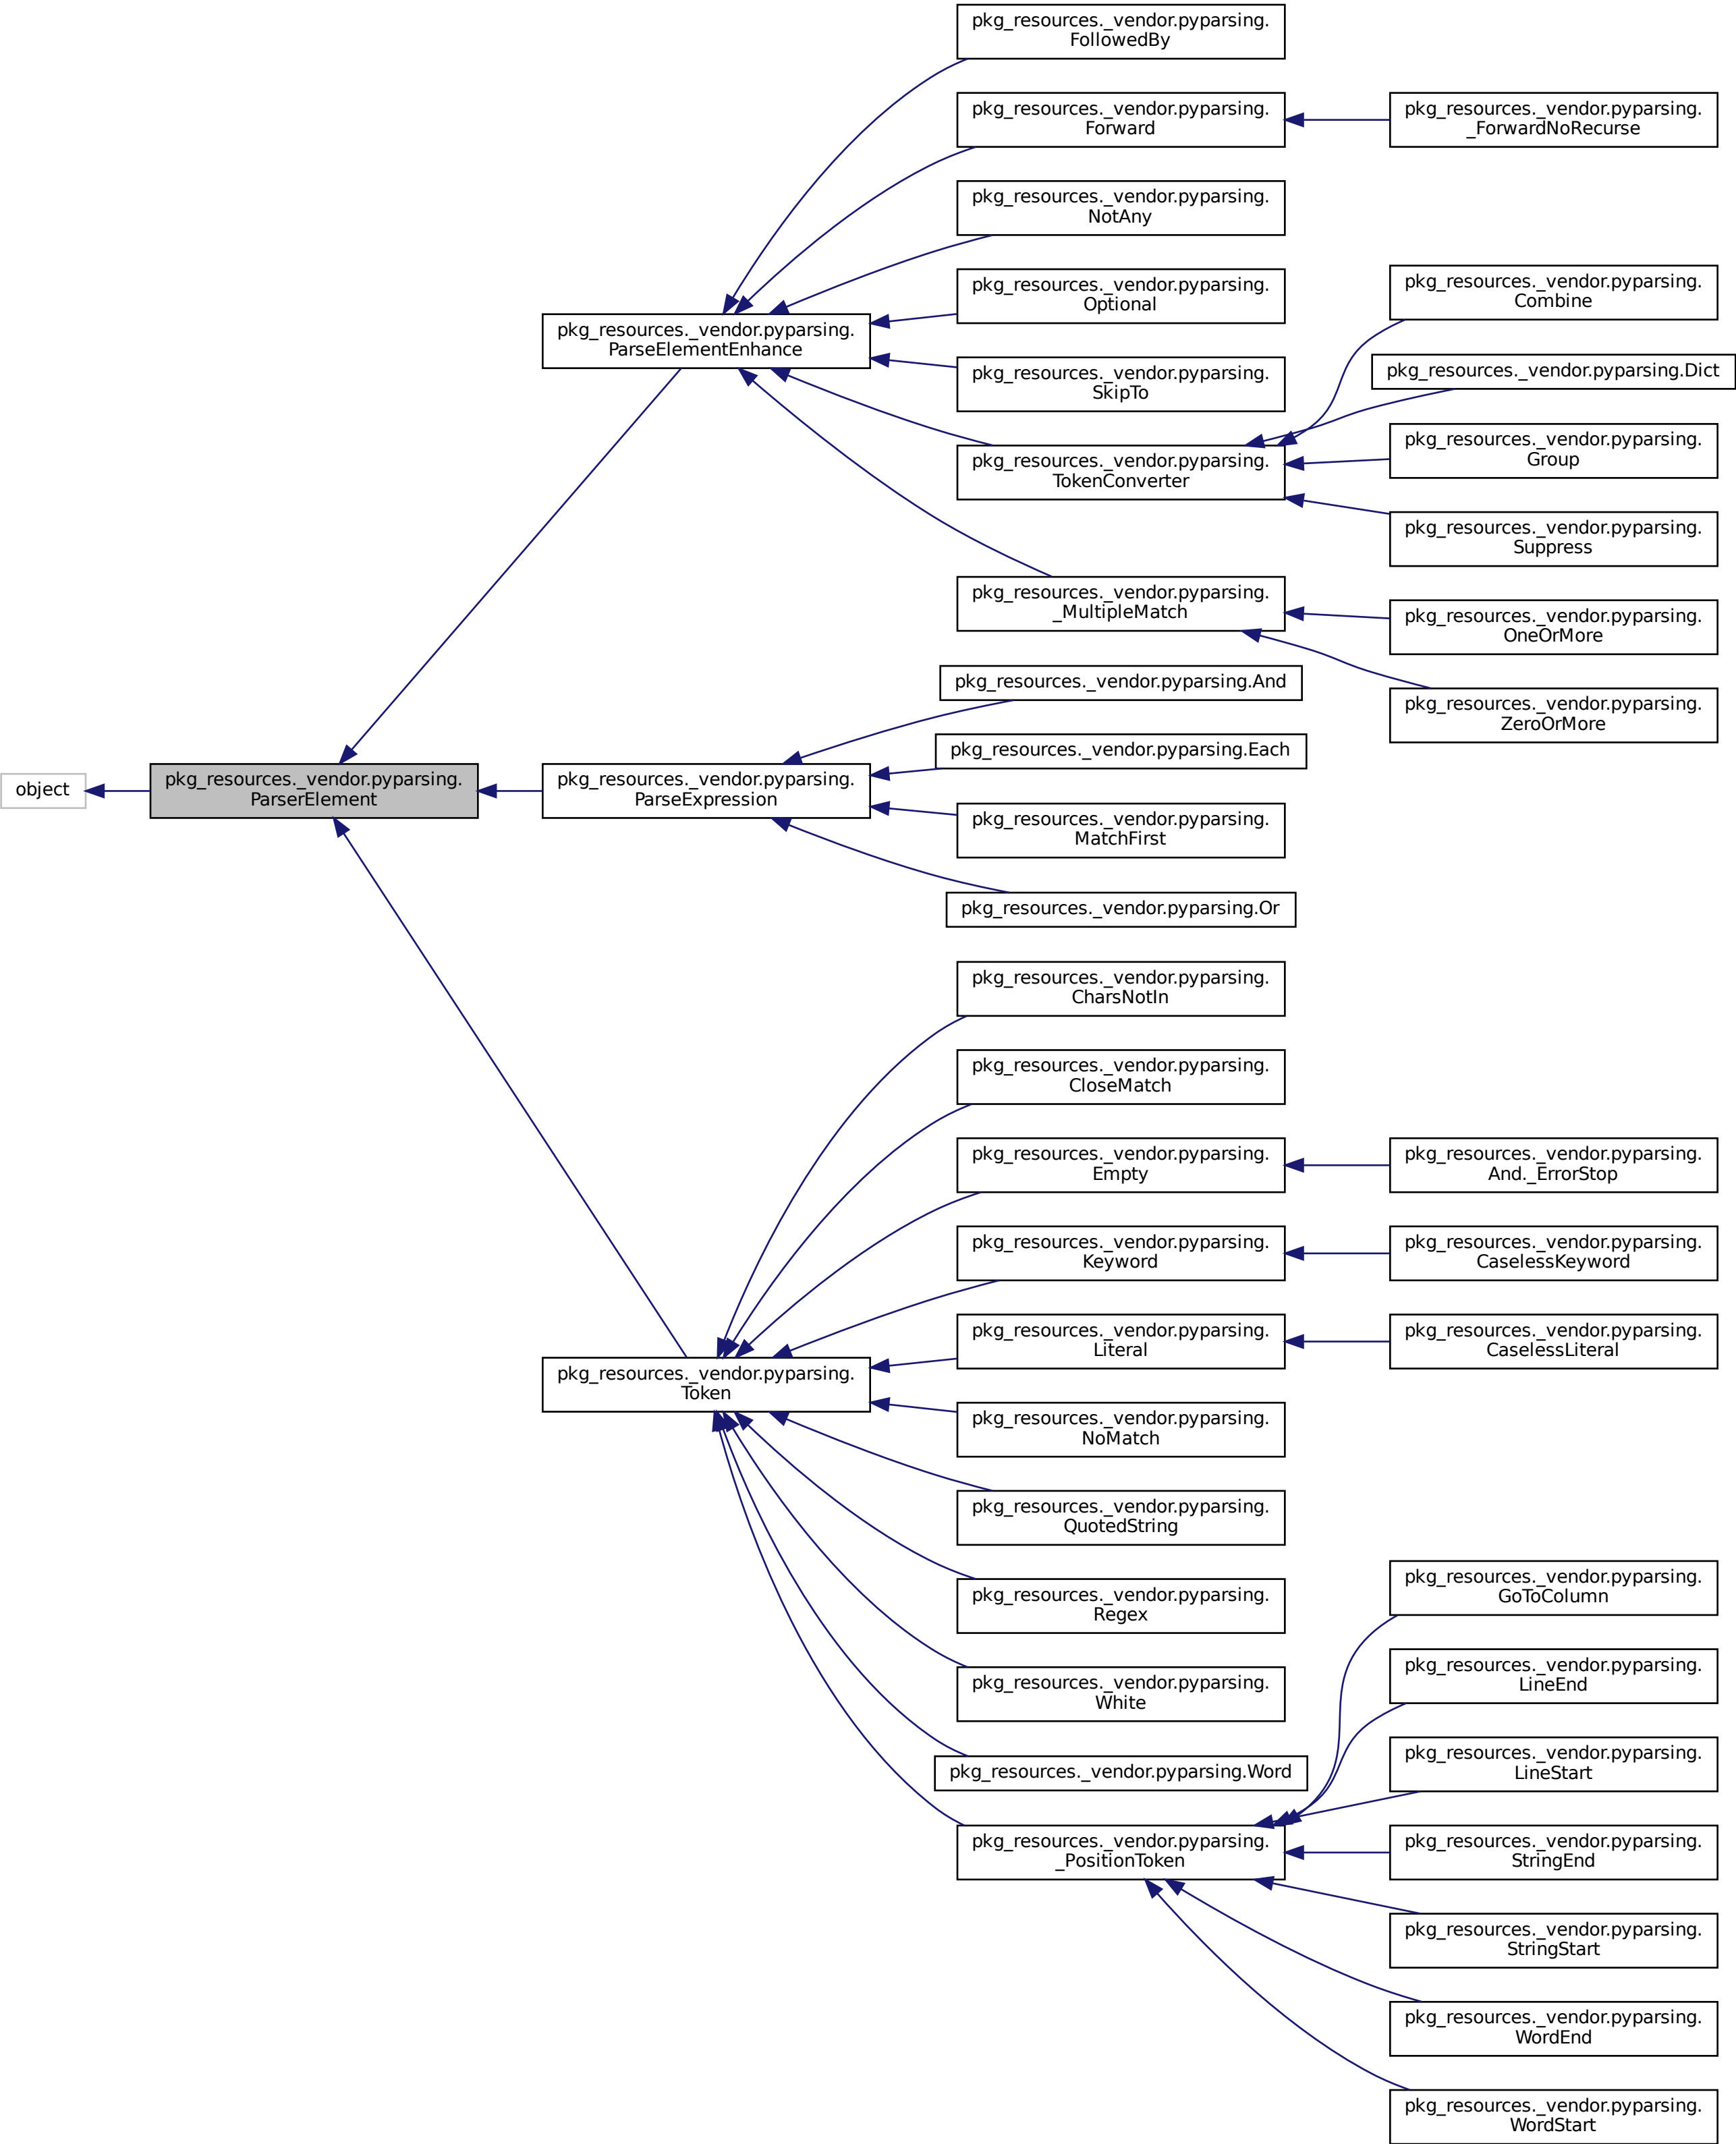 pkg_resources._vendor.pyparsing.
FollowedBy
pkg_resources._vendor.pyparsing.
Forward
pkg_resources._vendor.pyparsing.
_ForwardNoRecurse
pkg_resources._vendor.pyparsing.
NotAny
pkg_resources._vendor.pyparsing.
Optional
pkg_resources._vendor.pyparsing.
Combine
pkg_resources._vendor.pyparsing.
ParseElementEnhance
pkg_resources._vendor.pyparsing.
SkipTo
pkg_resources._vendor.pyparsing.Dict
pkg_resources._vendor.pyparsing.
TokenConverter
pkg_resources._vendor.pyparsing.
Group
pkg_resources._vendor.pyparsing.
Suppress
pkg_resources._vendor.pyparsing.
_MultipleMatch
pkg_resources._vendor.pyparsing.
OneOrMore
pkg_resources._vendor.pyparsing.
ZeroOrMore
pkg_resources._vendor.pyparsing.And
pkg_resources._vendor.pyparsing.Each
object
pkg_resources._vendor.pyparsing.
ParserElement
pkg_resources._vendor.pyparsing.
ParseExpression
pkg_resources._vendor.pyparsing.
MatchFirst
pkg_resources._vendor.pyparsing.Or
pkg_resources._vendor.pyparsing.
CharsNotIn
pkg_resources._vendor.pyparsing.
CloseMatch
pkg_resources._vendor.pyparsing.
Empty
pkg_resources._vendor.pyparsing.
And._ErrorStop
pkg_resources._vendor.pyparsing.
Keyword
pkg_resources._vendor.pyparsing.
CaselessKeyword
pkg_resources._vendor.pyparsing.
Literal
pkg_resources._vendor.pyparsing.
CaselessLiteral
pkg_resources._vendor.pyparsing.
Token
pkg_resources._vendor.pyparsing.
NoMatch
pkg_resources._vendor.pyparsing.
QuotedString
pkg_resources._vendor.pyparsing.
Regex
pkg_resources._vendor.pyparsing.
GoToColumn
pkg_resources._vendor.pyparsing.
White
pkg_resources._vendor.pyparsing.
LineEnd
pkg_resources._vendor.pyparsing.Word
pkg_resources._vendor.pyparsing.
LineStart
pkg_resources._vendor.pyparsing.
_PositionToken
pkg_resources._vendor.pyparsing.
StringEnd
pkg_resources._vendor.pyparsing.
StringStart
pkg_resources._vendor.pyparsing.
WordEnd
pkg_resources._vendor.pyparsing.
WordStart